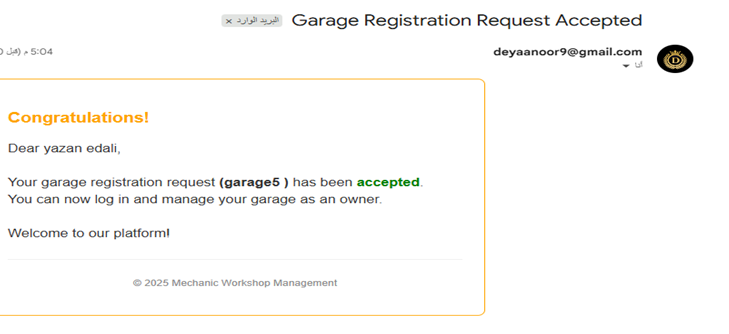 Garage Registration Request Accepted
البريد الوارد x
deyaanoor9@gmail.com
5:04 م (قبل
أنا
D
Congratulations!
Dear yazan edali,
Your garage registration request (garage5 ) has been accepted.
You can now log in and manage your garage as an owner.
Welcome to our platform!
© 2025 Mechanic Workshop Management